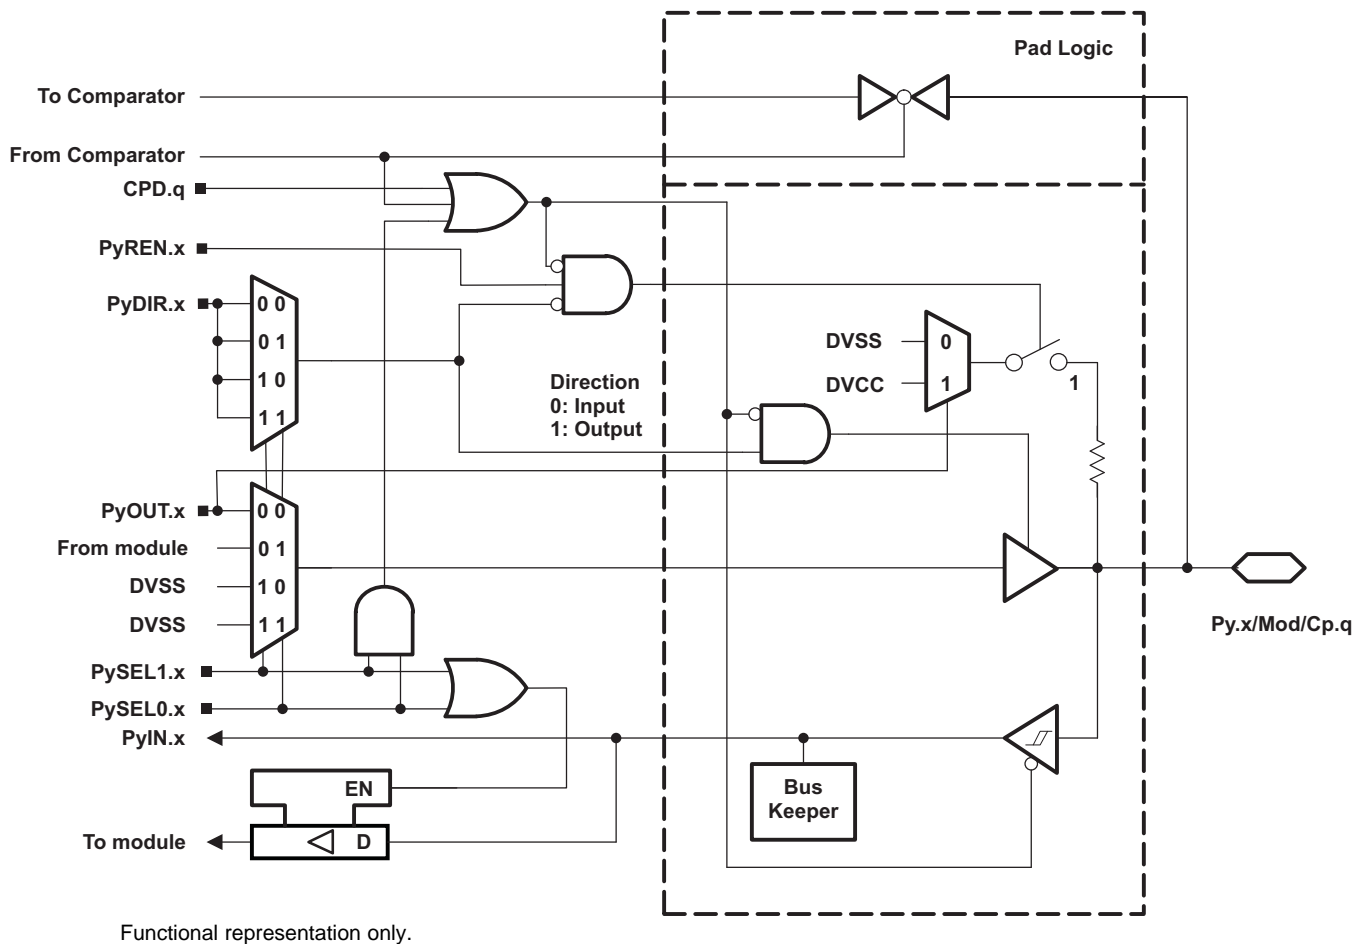 Pad Logic
To Comparator
From Comparator
CPD.q
PyREN.x
PyDIR.x
0 0
0 1
1 0
1 1
DVSS
0
DVCC
1
1
Direction
0: Input
1: Output
PyOUT.x
0 0
From module
0 1
DVSS
1 0
DVSS
1 1
Py.x/Mod/Cp.q
PySEL1.x
PySEL0.x
PyIN.x
EN
Bus
Keeper
To module
D
Functional representation only.